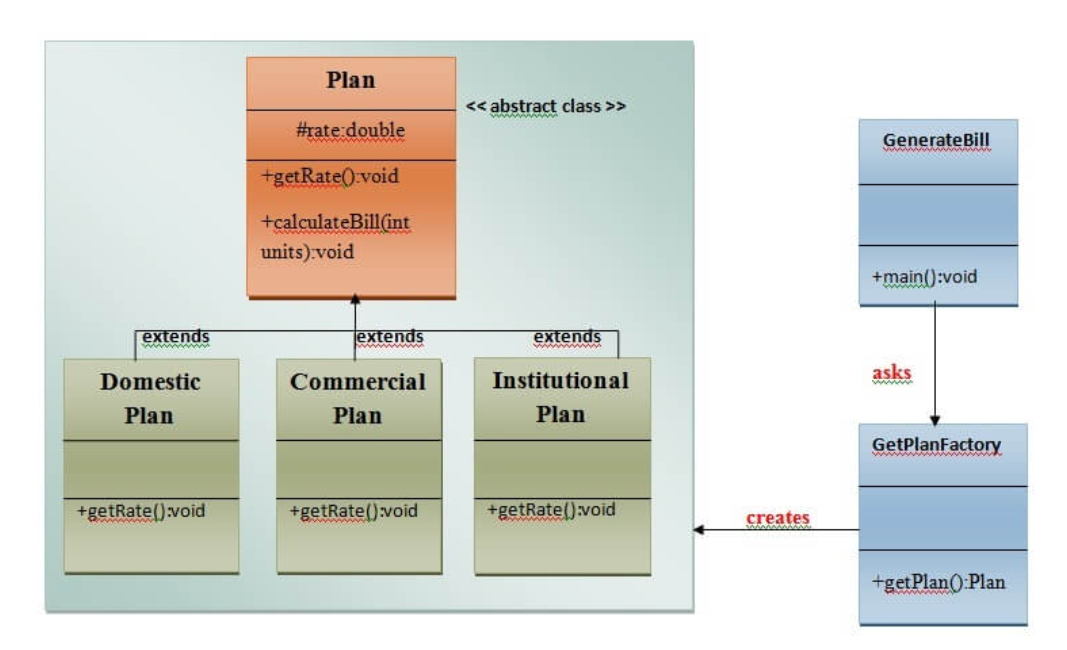 Plan
#rate:double
+getRate():void
+calculateBill(int
units):void
<< abstract class >>
extends
extends
extends
Domestic
Plan
+getRate():void
Commercial
Plan
+getRate():void
Institutional
Plan
+getRate():void
GenerateBill
+main():void
asks
GetPlanFactory
+getPlan():Plan
creates